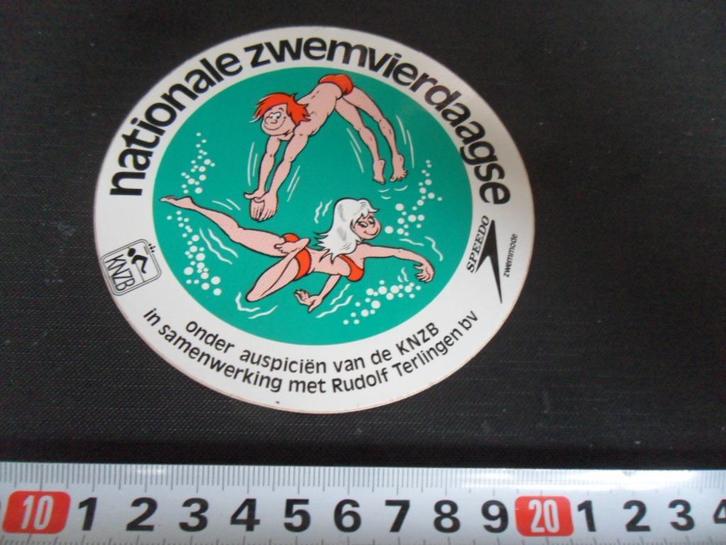 nationale zwemvierdaagse
KNZB
SPEEDO
zwemmode
onder auspiciën van de KNZB
in samenwerking met Rudolf Terlingen bv
10 1 2 3 4 5 6 7 8 9 20 1 2 3 4